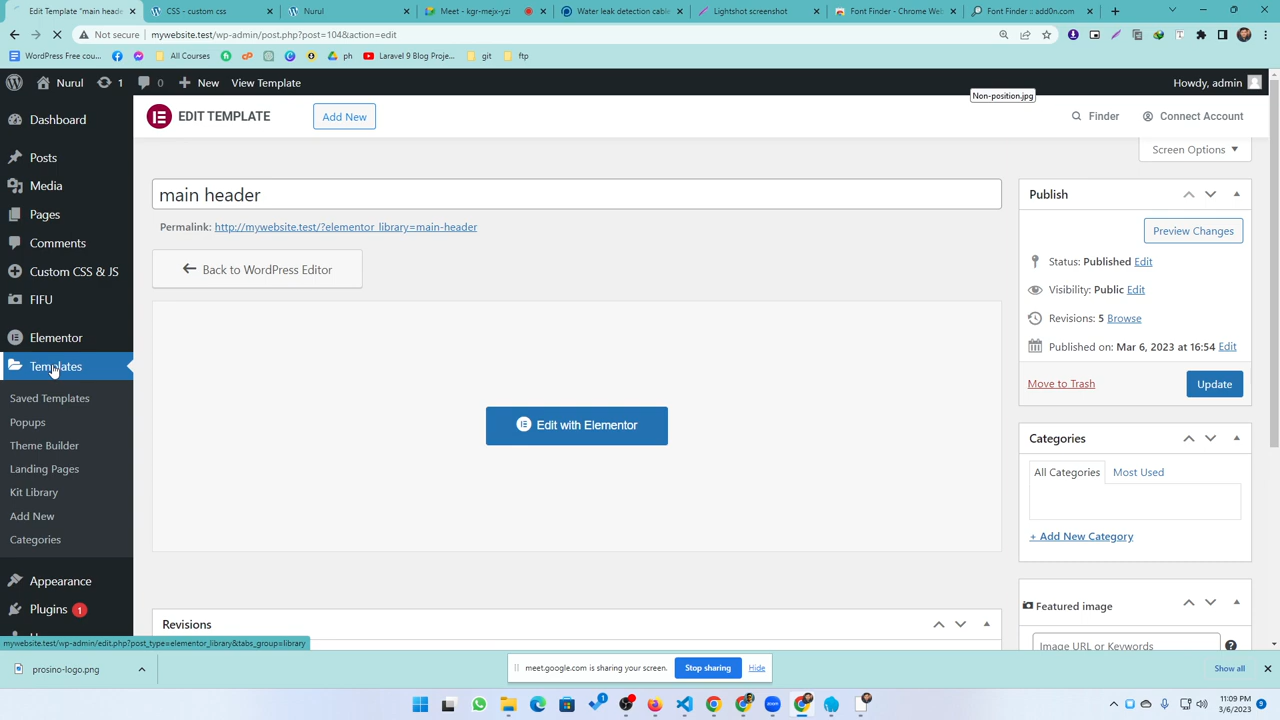 Edit Template "main heade
CSS - custom
Nurul
Meet - kgr-mejx-yzi
Water leak detection cable
Lightshot screenshot
Font Finder - Chrome Web
Font Finder :: add0n.com
Not secure
mywebsite.test/wp-admin/post.php?post=104&action=edit
WordPress Free cou...
All Courses
ph
Laravel 9 Blog Proje...
git
ftp
Nurul
1
0
New
View Template
Howdy, admin
Non-position.jpg
EDIT TEMPLATE
Add New
Finder
Connect Account
Screen Options
Dashboard
Posts
Media
Pages
Comments
Custom CSS & JS
FIFU
Elementor
Templates
Saved Templates
Popups
Theme Builder
Landing Pages
Kit Library
Add New
Categories
Appearance
Plugins 1
main header
Permalink: http://mywebsite.test/?elementor_library=main-header
Back to WordPress Editor
Edit with Elementor
Revisions
Publish
Preview Changes
Status: Published Edit
Visibility: Public Edit
Revisions: 5 Browse
Published on: Mar 6, 2023 at 16:54 Edit
Move to Trash
Update
Categories
All Categories
Most Used
+ Add New Category
Featured image
Image URL or Keywords
mywebsite.test/wp-admin/edit.php?post_type=elementor_library&tabs_group=library
prosino-logo.png
meet.google.com is sharing your screen.
Stop sharing
Hide
Show all
11:09 PM
3/6/2023